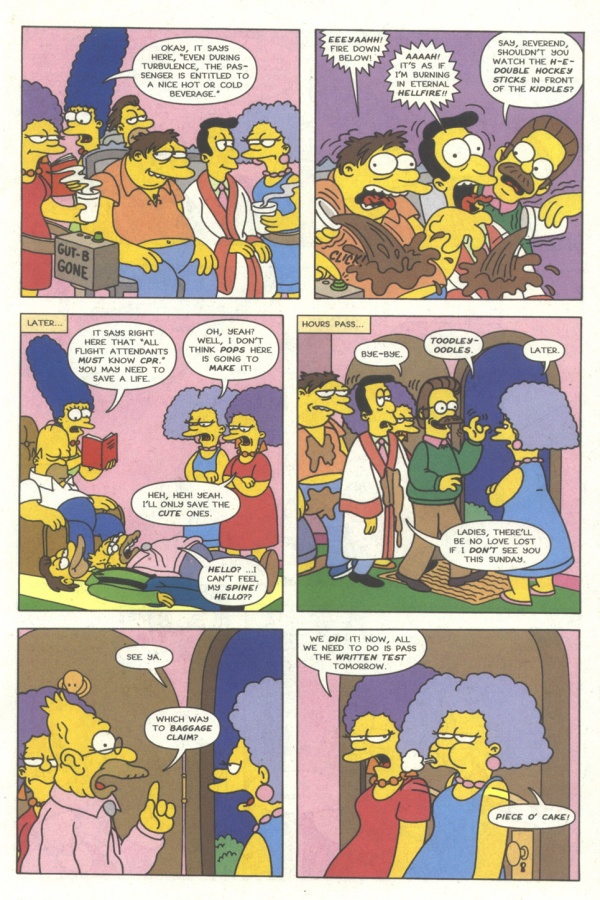 OKAY, IT SAYS
HERE, "EVEN DURING
TURBULENCE, THE PAS-
SENGER IS ENTITLED TO
A NICE HOT OR COLD
BEVERAGE."
GUT-B
GONE
EEEYAAHH!
FIRE DOWN
BELOW!
AAAAH!
IT'S AS IF
I'M BURNING
IN ETERNAL
HELLFIRE!!
SAY, REVEREND,
SHOULDN'T YOU
WATCH THE H-E-
DOUBLE HOCKEY
STICKS IN FRONT
OF THE KIDDLES?
CLICK!
LATER...
IT SAYS RIGHT
HERE THAT "ALL
FLIGHT ATTENDANTS
MUST KNOW CPR."
YOU MAY NEED TO
SAVE A LIFE.
OH, YEAH?
WELL, I DON'T
THINK POPS HERE
IS GOING TO
MAKE IT!
HEH, HEH! YEAH.
I'LL ONLY SAVE THE
CUTE ONES.
HELLO? ...I
CAN'T FEEL
MY SPINE!
HELLO??
HOURS PASS...
BYE-BYE.
TOODLEY-
OODLES.
LATER.
LADIES, THERE'LL
BE NO LOVE LOST
IF I DON'T SEE YOU
THIS SUNDAY.
SEE YA.
WHICH WAY
TO BAGGAGE
CLAIM?
WE DID IT! NOW, ALL
WE NEED TO DO IS PASS
THE WRITTEN TEST
TOMORROW.
PIECE O' CAKE!